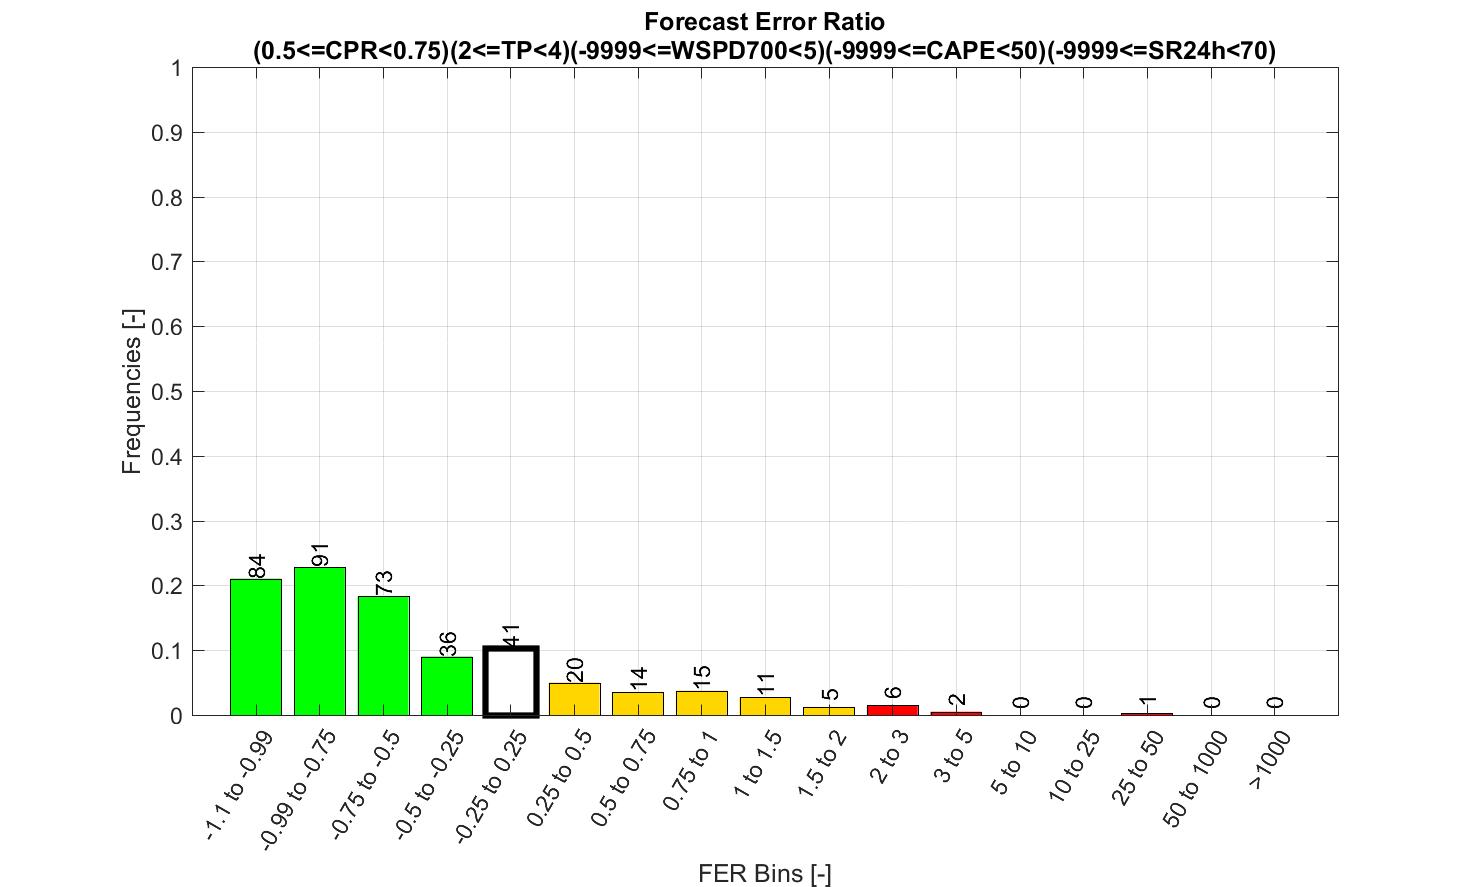 Forecast Error Ratio
(0.5<=CPR<0.75)(2<=TP<4)(-9999<=WSPD700<5)(-9999<=CAPE<50)(-9999<=SR24h<70)
1
0.9
0.8
0.7
0.6
0.5
0.4
0.3
0.2
0.1
0
Frequencies [-]
84
91
73
36
41
20
14
15
11
5
6
2
0
0
1
0
0
-1.1 to -0.99
-0.99 to -0.75
-0.75 to -0.5
-0.5 to -0.25
-0.25 to 0.25
0.25 to 0.5
0.5 to 0.75
0.75 to 1
1 to 1.5
1.5 to 2
2 to 3
3 to 5
5 to 10
10 to 25
25 to 50
50 to 1000
>1000
FER Bins [-]